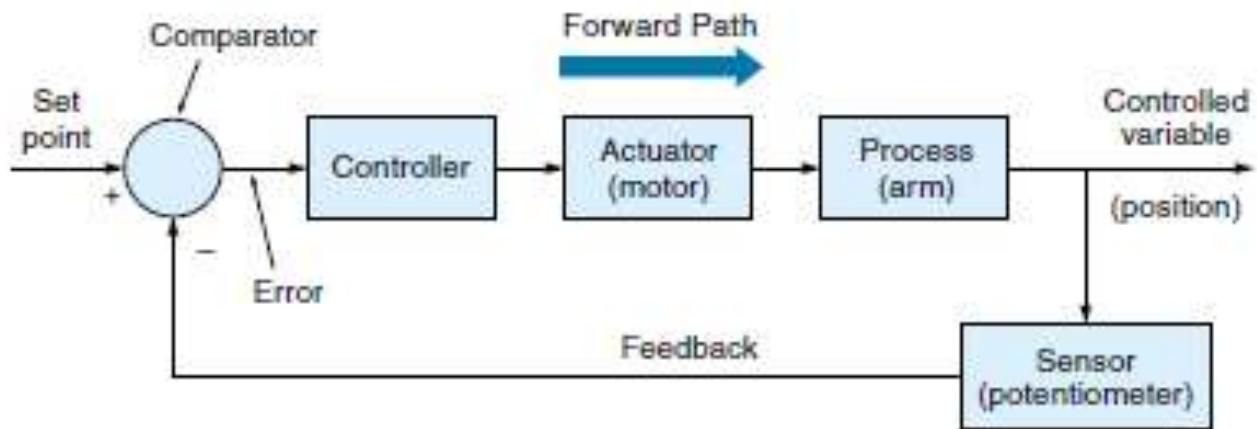 Forward Path
Comparator
Set
point
+
−
Error
Controller
Actuator
(motor)
Process
(arm)
Controlled
variable
(position)
Feedback
Sensor
(potentiometer)